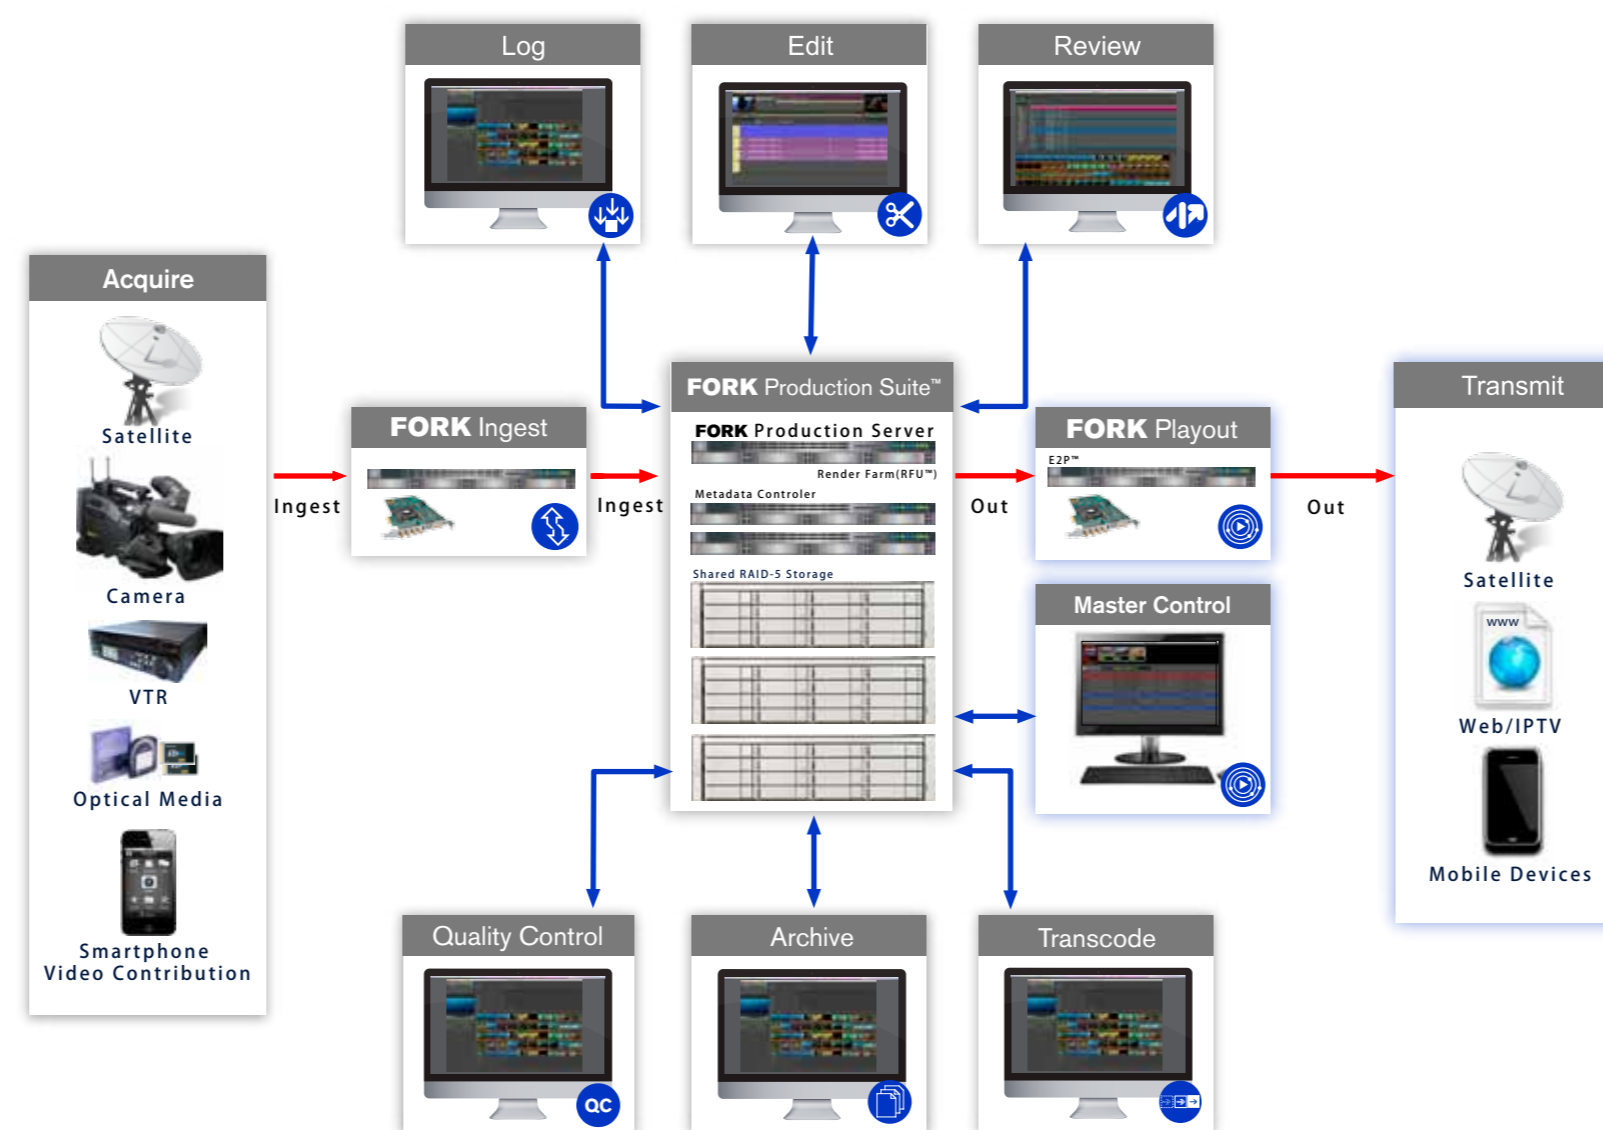 Log
Edit
Review
Acquire
Satellite
Camera
VTR
Optical Media
Smartphone
Video Contribution
Ingest
FORK Ingest
Ingest
FORK Production Suite™
FORK Production Server
Render Farm(RFU™)
Metadata Controler
Shared RAID-5 Storage
Out
FORK Playout
E2P™
Out
Master Control
Transmit
Satellite
www
Web/IPTV
Mobile Devices
Quality Control
QC
Archive
Transcode